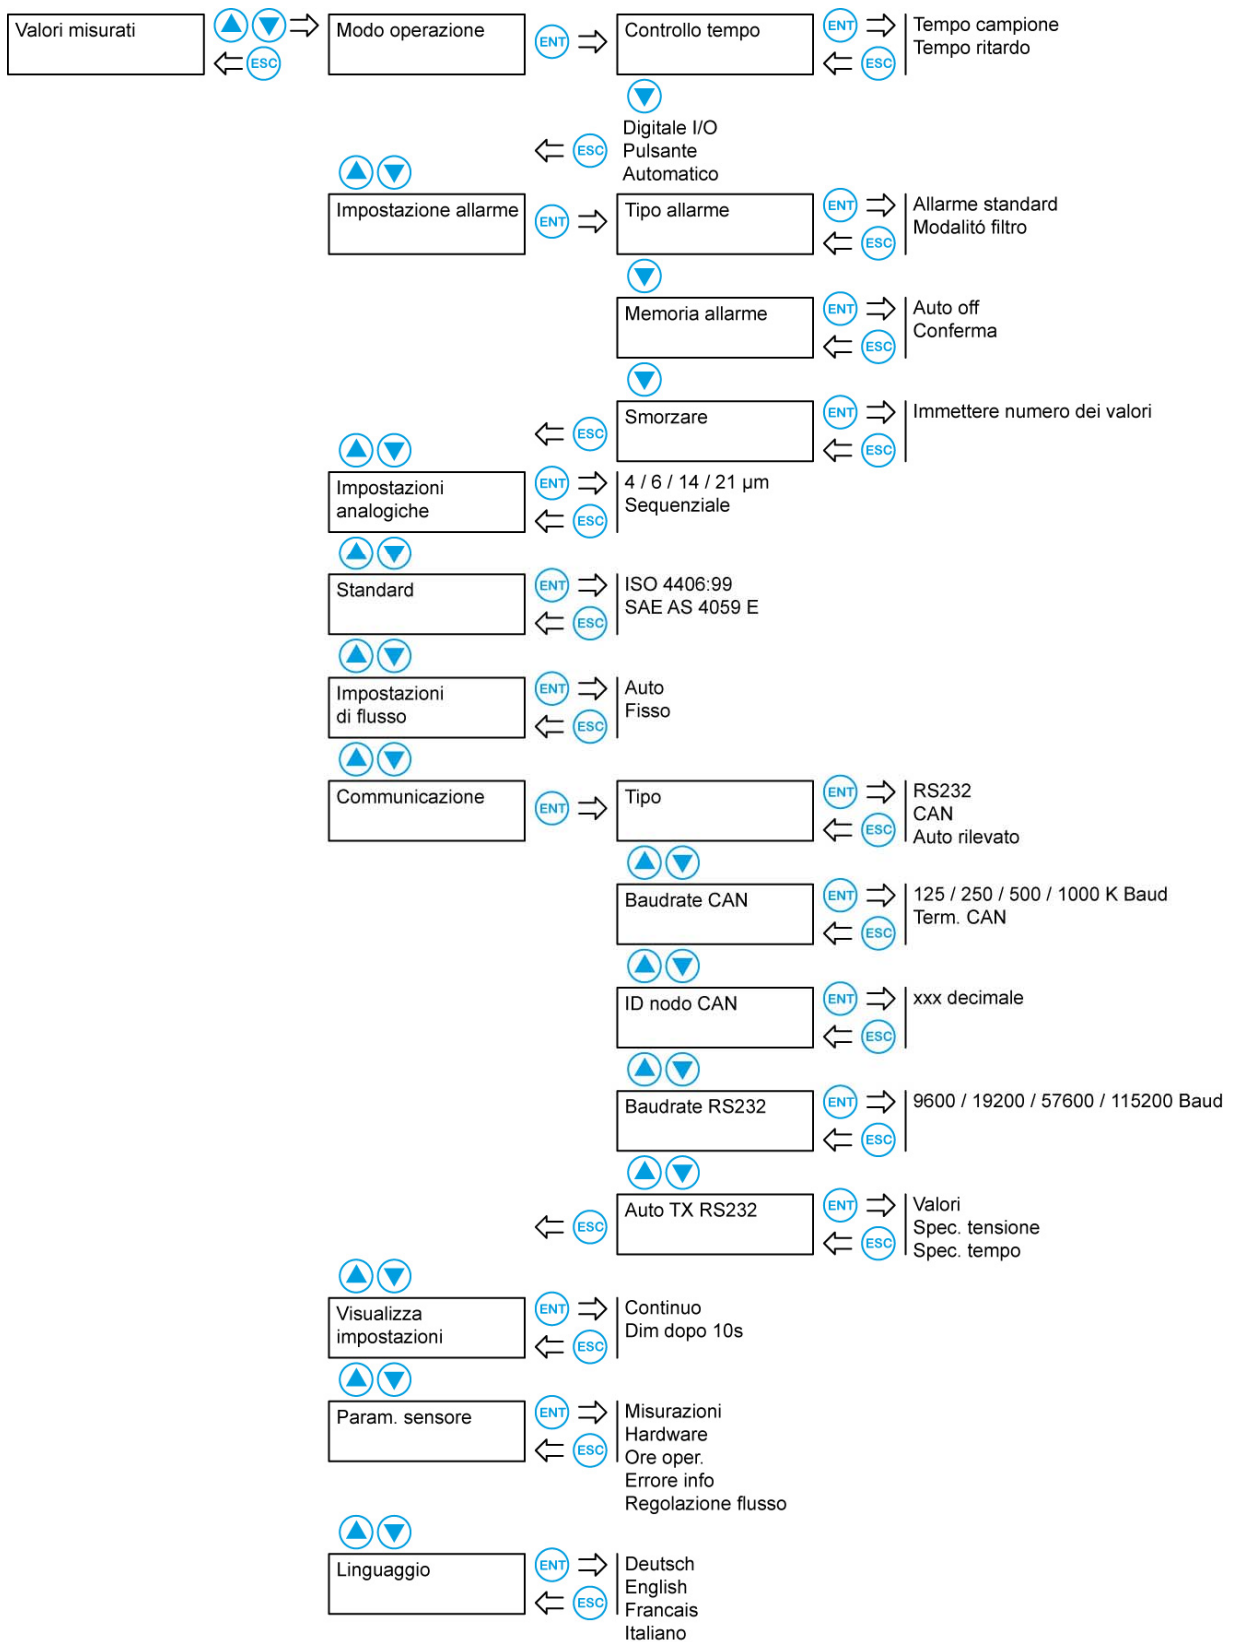 Valori misurati
ESC
Modo operazione
ENT
Controllo tempo
ENT
ESC
Tempo campione
Tempo ritardo
ESC
Digitale I/O
Pulsante
Automatico
Impostazione allarme
ENT
Tipo allarme
ENT
ESC
Allarme standard
Modalitó filtro
Memoria allarme
ENT
ESC
Auto off
Conferma
ESC
Smorzare
ENT
ESC
Immettere numero dei valori
Impostazioni
analogiche
ENT
ESC
4 / 6 / 14 / 21 µm
Sequenziale
Standard
ENT
ESC
ISO 4406:99
SAE AS 4059 E
Impostazioni
di flusso
ENT
ESC
Auto
Fisso
Communicazione
ENT
Tipo
ENT
ESC
RS232
CAN
Auto rilevato
Baudrate CAN
ENT
ESC
125 / 250 / 500 / 1000 K Baud
Term. CAN
ID nodo CAN
ENT
ESC
xxx decimale
Baudrate RS232
ENT
ESC
9600 / 19200 / 57600 / 115200 Baud
ESC
Auto TX RS232
ENT
ESC
Valori
Spec. tensione
Spec. tempo
Visualizza
impostazioni
ENT
ESC
Continuo
Dim dopo 10s
Param. sensore
ENT
ESC
Misurazioni
Hardware
Ore oper.
Errore info
Regolazione flusso
Linguaggio
ENT
ESC
Deutsch
English
Francais
Italiano